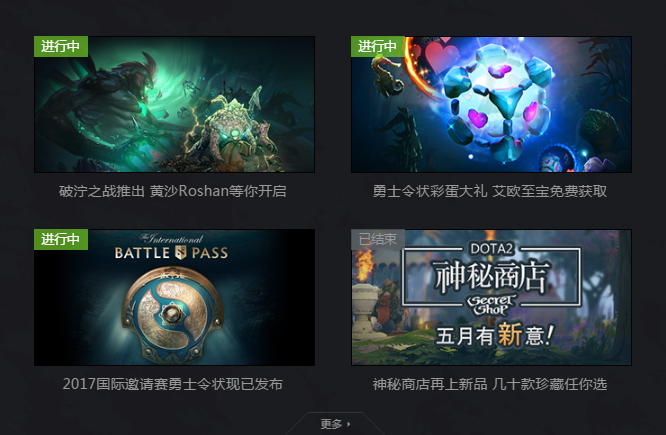 进行中
进行中
破泞之战推出 黄沙Roshan等你开启
勇士令状彩蛋大礼 艾欧至宝免费获取
进行中
The International
BATTLE PASS
已结束
DOTA2
神秘商店
Secret
Shop
五月有新意!
2017国际邀请赛勇士令状现已发布
神秘商店再上新品 几十款珍藏任你选
更多